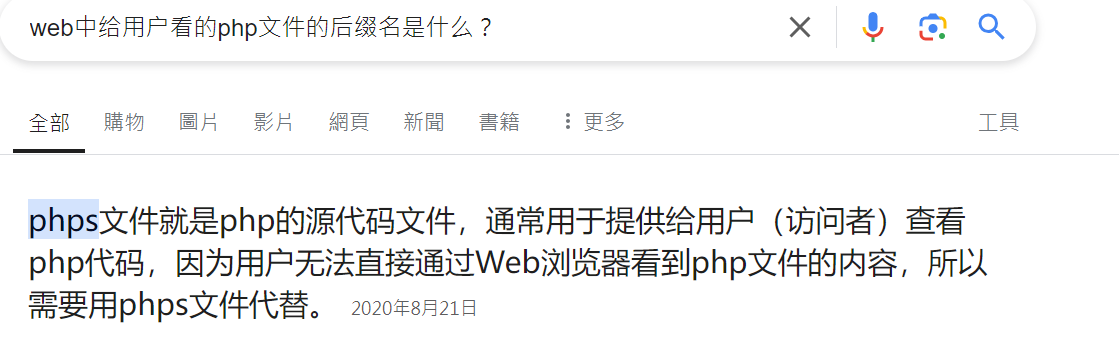 web中给用户看的php文件的后缀名是什么？
全部 購物 圖片 影片 網頁 新聞 書籍 更多 工具
phps文件就是php的源代码文件，通常用于提供给用户（访问者）查看
php代码，因为用户无法直接通过Web浏览器看到php文件的内容，所以
需要用phps文件代替。 2020年8月21日